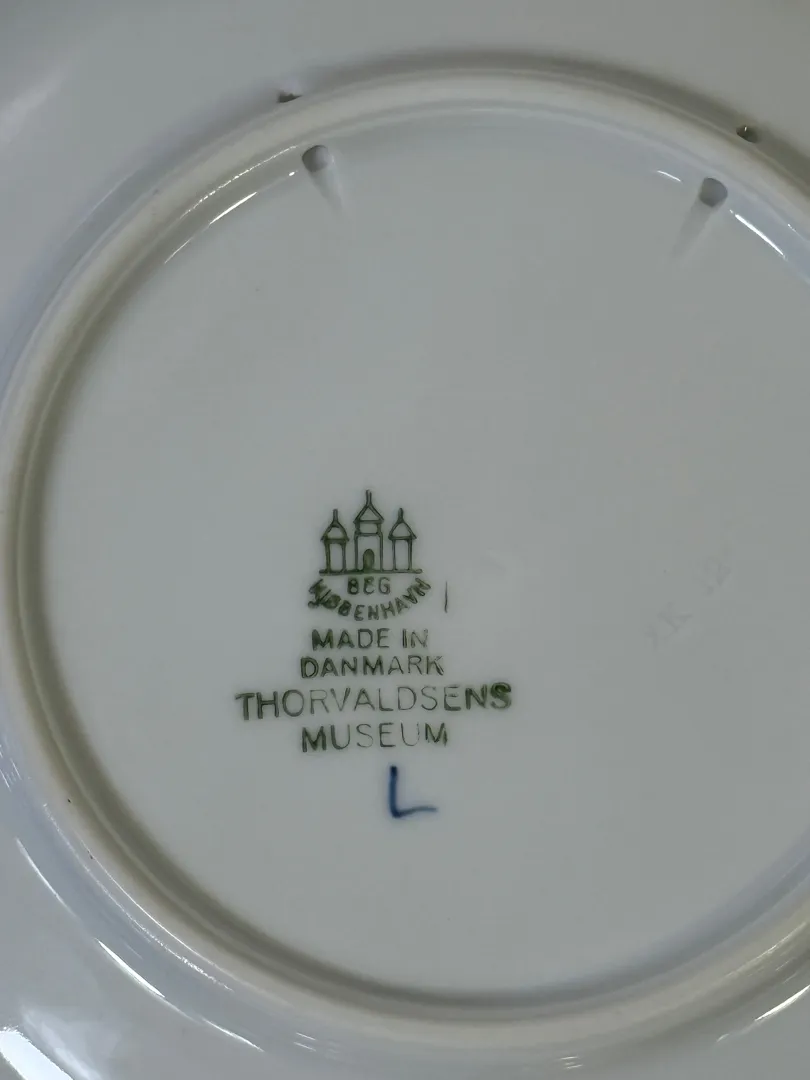 B&G
KJØBENHAVN
MADE IN
DANMARK
THORVALDSENS
MUSEUM
L